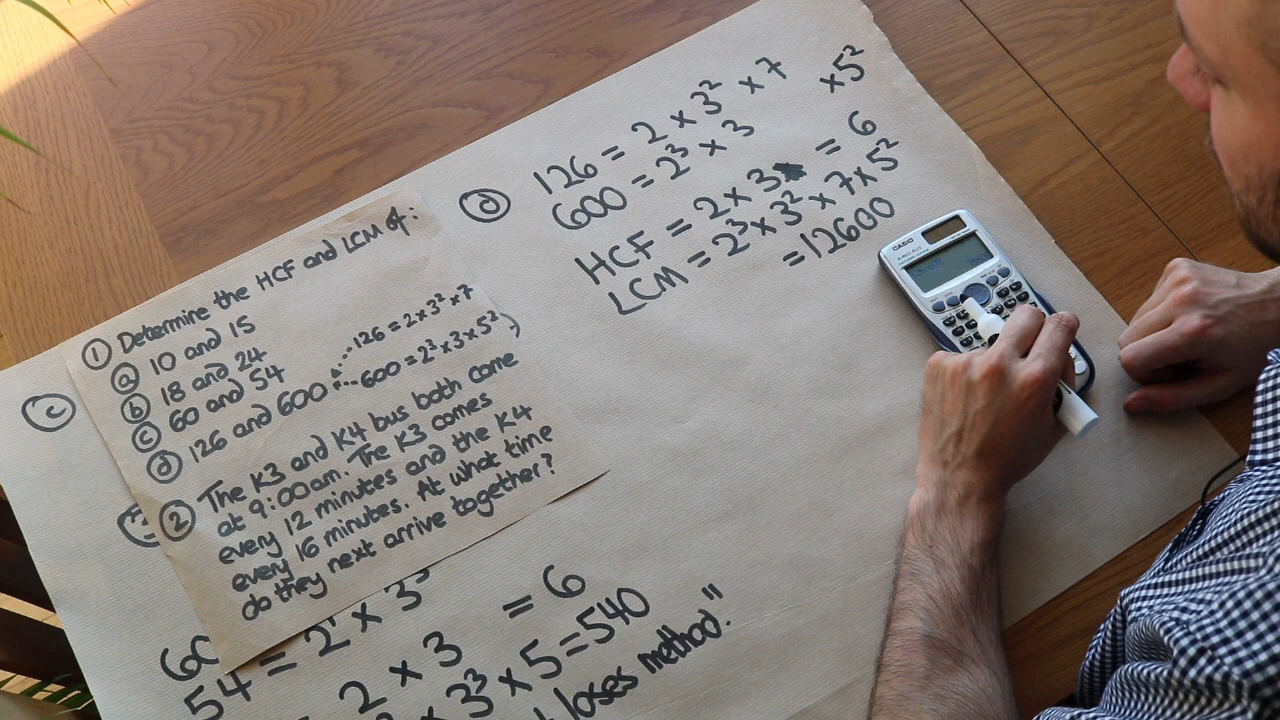 ① Determine the HCF and LCM of:
ⓐ 10 and 15
ⓑ 18 and 24
ⓒ 60 and 54
ⓓ 126 and 600
126 = 2 × 3² × 7
600 = 2³ × 3 × 5²
② The K3 and K4 bus both come
at 9:00am. The K3 comes
every 12 minutes and the K4
every 16 minutes. At what time
do they next arrive together?
ⓒ
ⓓ
126 = 2 × 3² × 7
600 = 2³ × 3 × 5²
HCF = 2 × 3 = 6
LCM = 2³ × 3² × 7 × 5²
= 12600
54 = 2¹ × 3³
2 × 3 = 6
× 3³ × 5 = 540
loses method."
CASIO